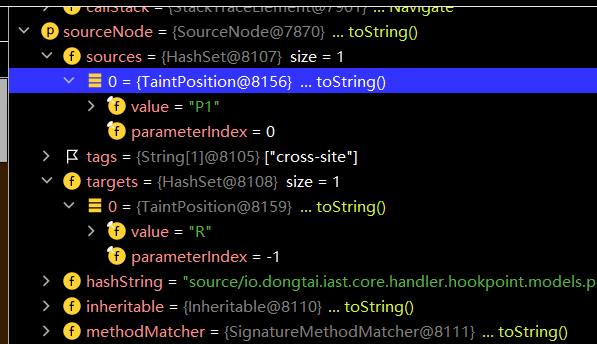 callStack = {StackTraceElement@7901} ... Navigate
sourceNode = {SourceNode@7870} ... toString()
sources = {HashSet@8107} size = 1
0 = {TaintPosition@8156} ... toString()
value = "P1"
parameterIndex = 0
tags = {String[1]@8105} ["cross-site"]
targets = {HashSet@8108} size = 1
0 = {TaintPosition@8159} ... toString()
value = "R"
parameterIndex = -1
hashString = "source/io.dongtai.iast.core.handler.hookpoint.models.p
inheritable = {Inheritable@8110} ... toString()
methodMatcher = {SignatureMethodMatcher@8111} ... toString()